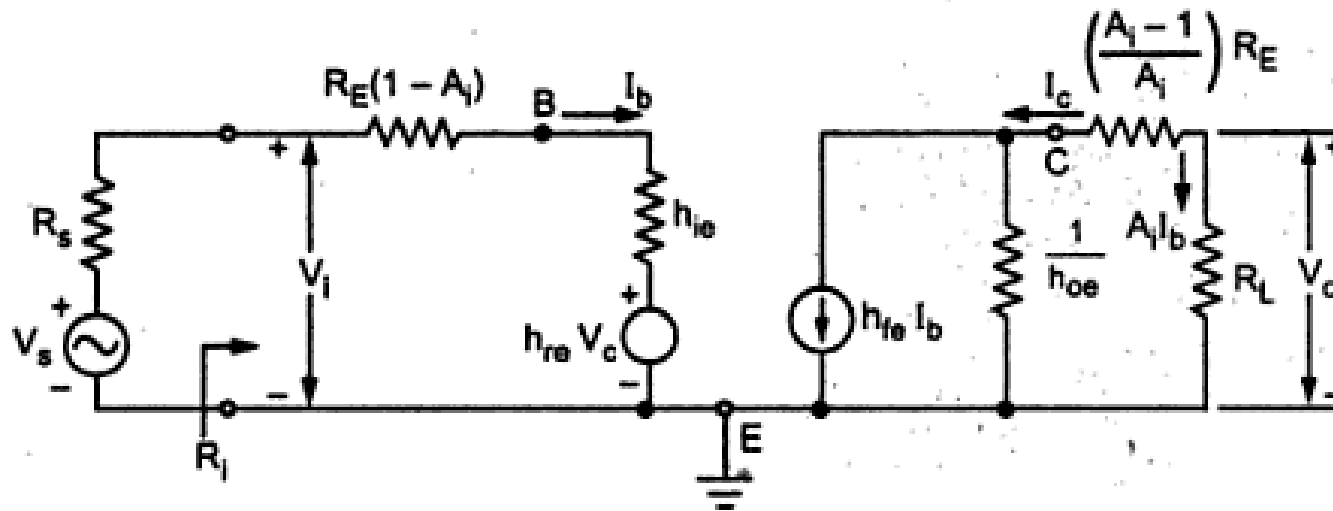 R_E(1 – A_i)
B
I_b
R_s
V_s
+
–
R_i
+
V_i
–
h_ie
+
h_re V_c
–
E
h_fe I_b
1
h_oe
I_c
C
(A_i – 1 / A_i) R_E
A_i I_b
R_L
+
V_o
–